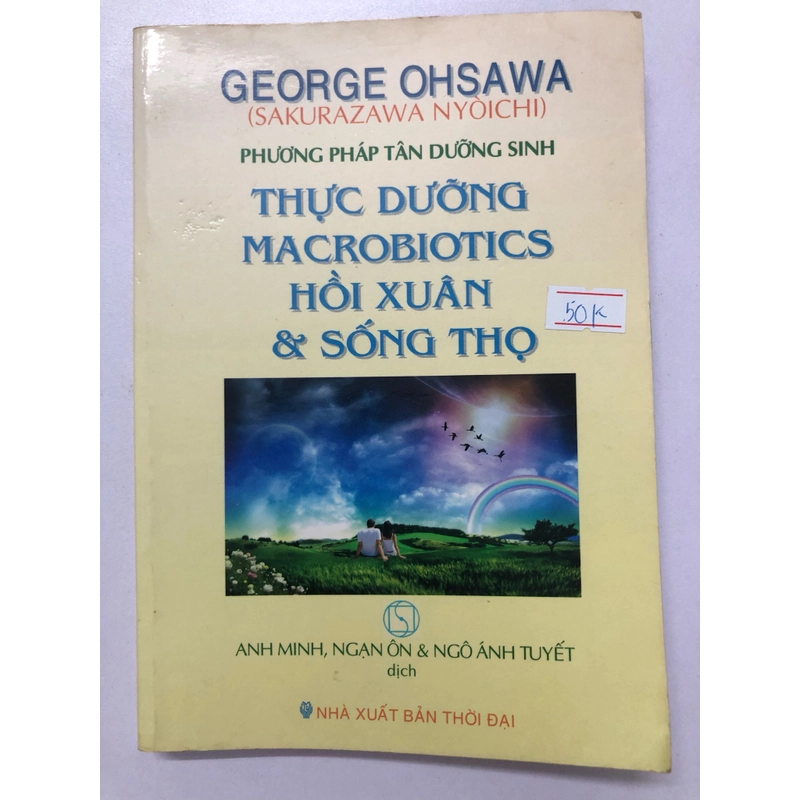 GEORGE OHSAWA
(SAKURAZAWA NYOICHI)
PHƯƠNG PHÁP TÂN DƯỠNG SINH
THỰC DƯỠNG
MACROBIOTICS
HỒI XUÂN
& SỐNG THỌ
50K
ANH MINH, NGẠN ÔN & NGÔ ÁNH TUYẾT
dịch
NHÀ XUẤT BẢN THỜI ĐẠI